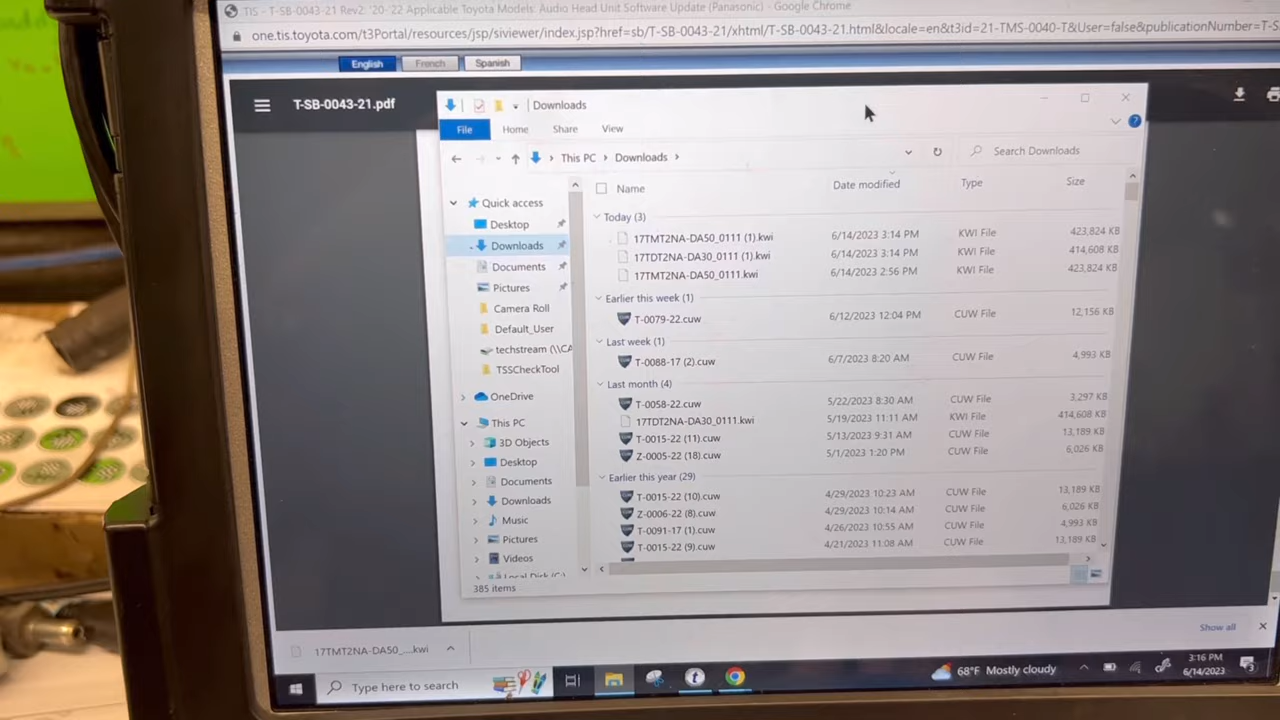 TIS - T-SB-0043-21 Rev2: '20-'22 Applicable Toyota Models: Audio Head Unit Software Update (Panasonic) - Google Chrome
one.tis.toyota.com/t3Portal/resources/jsp/siviewer/index.jsp?href=sb/T-SB-0043-21/xhtml/T-SB-0043-21.html&locale=en&t3id=21-TMS-0040-T&User=false&publicationNumber=T-S
English French Spanish
T-SB-0043-21.pdf
Downloads
File Home Share View
This PC > Downloads > Search Downloads
Name Date modified Type Size
Quick access
Desktop
Downloads
Documents
Pictures
Camera Roll
Default_User
techstream (\\CA
TSSCheckTool
OneDrive
This PC
3D Objects
Desktop
Documents
Downloads
Music
Pictures
Videos
Local Disk (C:)
Today (3)
17TMT2NA-DA50_0111 (1).kwi 6/14/2023 3:14 PM KWI File 423,824 KB
17TDT2NA-DA30_0111 (1).kwi 6/14/2023 3:14 PM KWI File 414,608 KB
17TMT2NA-DA50_0111.kwi 6/14/2023 2:56 PM KWI File 423,824 KB
Earlier this week (1)
T-0079-22.cuw 6/12/2023 12:04 PM CUW File 12,156 KB
Last week (1)
T-0088-17 (2).cuw 6/7/2023 8:20 AM CUW File 4,993 KB
Last month (4)
T-0058-22.cuw 5/22/2023 8:30 AM CUW File 3,297 KB
17TDT2NA-DA30_0111.kwi 5/19/2023 11:11 AM KWI File 414,608 KB
T-0015-22 (11).cuw 5/13/2023 9:31 AM CUW File 13,189 KB
Z-0005-22 (18).cuw 5/1/2023 1:20 PM CUW File 6,026 KB
Earlier this year (29)
T-0015-22 (10).cuw 4/29/2023 10:23 AM CUW File 13,189 KB
Z-0006-22 (8).cuw 4/29/2023 10:14 AM CUW File 6,026 KB
T-0091-17 (1).cuw 4/26/2023 10:55 AM CUW File 4,993 KB
T-0015-22 (9).cuw 4/21/2023 11:08 AM CUW File 13,189 KB
385 items
17TMT2NA-DA50_....kwi
Show all
Type here to search
68°F Mostly cloudy
3:16 PM
6/14/2023
3